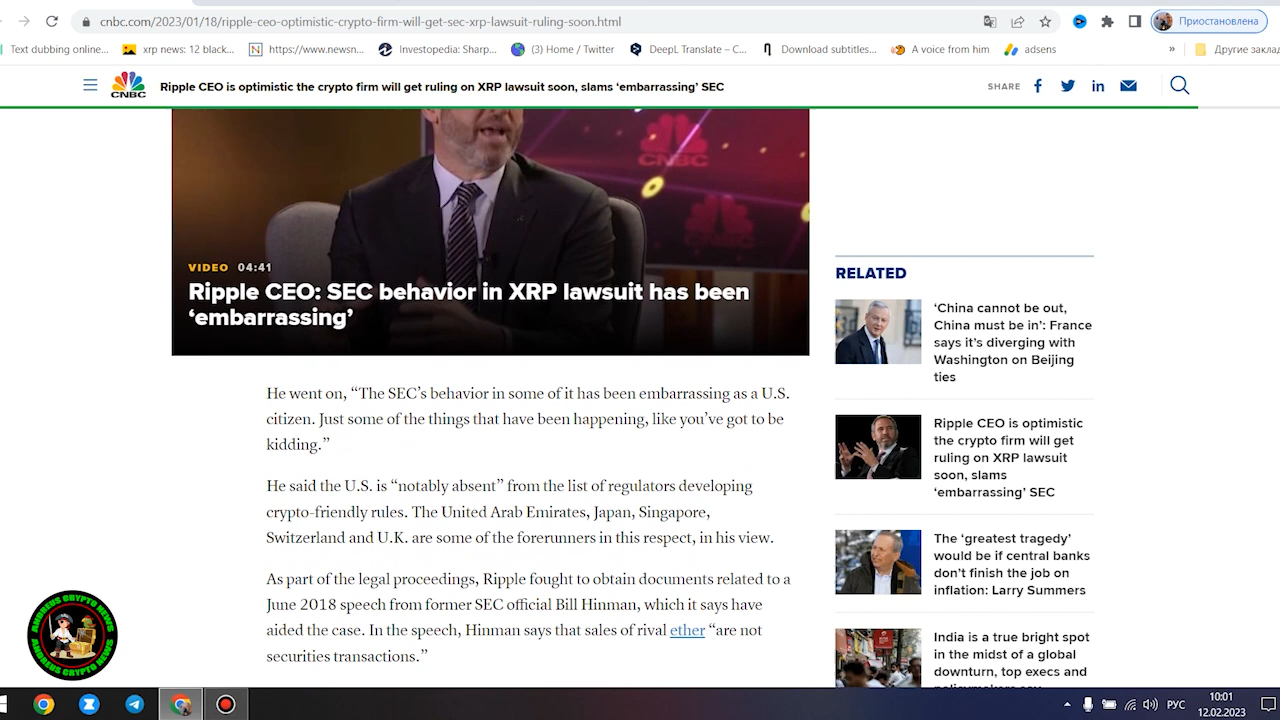 cnbc.com/2023/01/18/ripple-ceo-optimistic-crypto-firm-will-get-sec-xrp-lawsuit-ruling-soon.html
Приостановлена
Text dubbing online...
xrp news: 12 black...
https://www.newsn...
Investopedia: Sharp...
(3) Home / Twitter
DeepL Translate – C...
Download subtitles...
A voice from him
adsens
»
Другие закла
CNBC
Ripple CEO is optimistic the crypto firm will get ruling on XRP lawsuit soon, slams ‘embarrassing’ SEC
SHARE
CNBC
VIDEO 04:41
Ripple CEO: SEC behavior in XRP lawsuit has been
‘embarrassing’
He went on, “The SEC’s behavior in some of it has been embarrassing as a U.S.
citizen. Just some of the things that have been happening, like you’ve got to be
kidding.”
He said the U.S. is “notably absent” from the list of regulators developing
crypto-friendly rules. The United Arab Emirates, Japan, Singapore,
Switzerland and U.K. are some of the forerunners in this respect, in his view.
As part of the legal proceedings, Ripple fought to obtain documents related to a
June 2018 speech from former SEC official Bill Hinman, which it says have
aided the case. In the speech, Hinman says that sales of rival ether “are not
securities transactions.”
RELATED
‘China cannot be out,
China must be in’: France
says it’s diverging with
Washington on Beijing
ties
Ripple CEO is optimistic
the crypto firm will get
ruling on XRP lawsuit
soon, slams
‘embarrassing’ SEC
The ‘greatest tragedy’
would be if central banks
don’t finish the job on
inflation: Larry Summers
India is a true bright spot
in the midst of a global
downturn, top execs and
policymakers say
ANDREUS CRYPTO NEWS
ANDREUS CRYPTO NEWS
РУС
10:01
12.02.2023